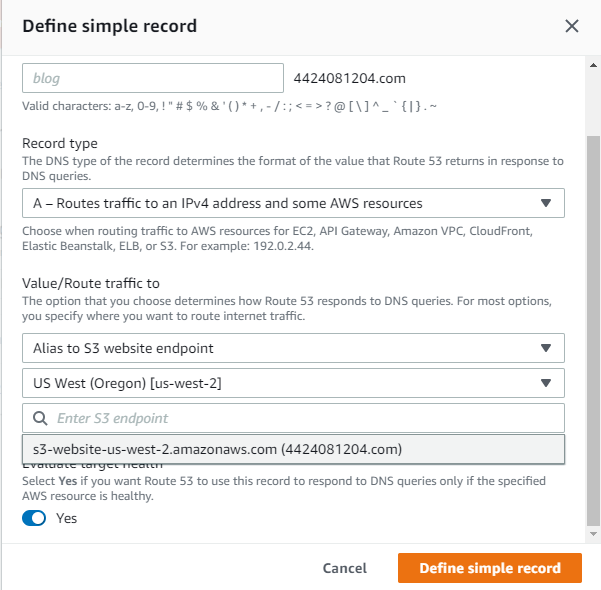 Define simple record
blog
4424081204.com
Valid characters: a-z, 0-9, ! " # $ % & ' ( ) * + , - / : ; < = > ? @ [ \ ] ^ _ ` { | } . ~
Record type
The DNS type of the record determines the format of the value that Route 53 returns in response to
DNS queries.
A – Routes traffic to an IPv4 address and some AWS resources
Choose when routing traffic to AWS resources for EC2, API Gateway, Amazon VPC, CloudFront,
Elastic Beanstalk, ELB, or S3. For example: 192.0.2.44.
Value/Route traffic to
The option that you choose determines how Route 53 responds to DNS queries. For most options,
you specify where you want to route internet traffic.
Alias to S3 website endpoint
US West (Oregon) [us-west-2]
Enter S3 endpoint
s3-website-us-west-2.amazonaws.com (4424081204.com)
Evaluate target health
Select Yes if you want Route 53 to use this record to respond to DNS queries only if the specified
AWS resource is healthy.
Yes
Cancel
Define simple record